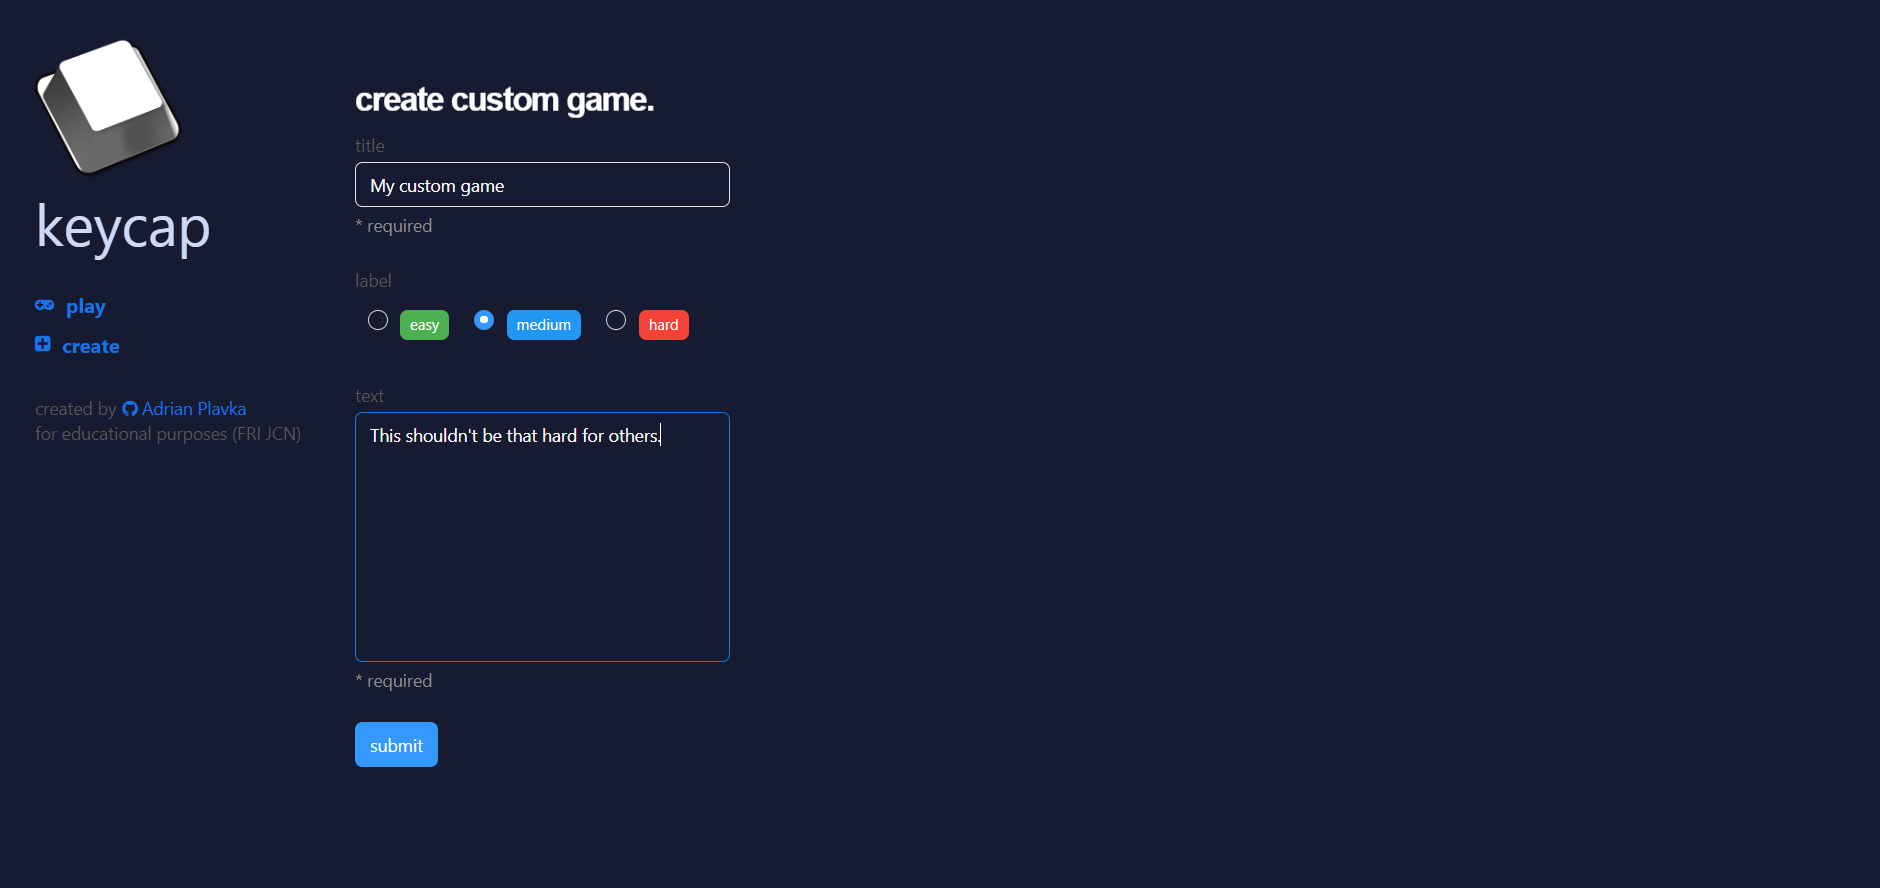 keycap
play
create
created by Adrian Plavka
for educational purposes (FRI JCN)
create custom game.
title
My custom game
* required
label
easy medium hard
text
This shouldn't be that hard for others.
* required
submit